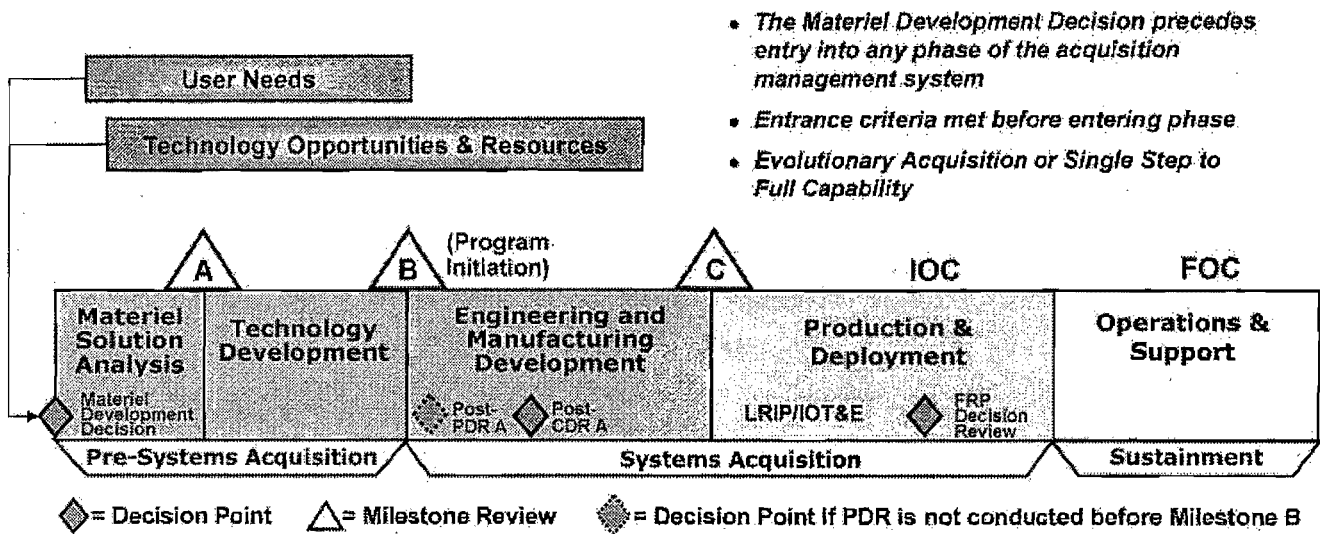 • The Materiel Development Decision precedes
entry into any phase of the acquisition
management system
• Entrance criteria met before entering phase
• Evolutionary Acquisition or Single Step to
Full Capability
User Needs
Technology Opportunities & Resources
A
B
(Program
Initiation)
C
IOC
FOC
Materiel
Solution
Analysis
Technology
Development
Engineering and
Manufacturing
Development
Production &
Deployment
Operations &
Support
Materiel
Development
Decision
Post-
PDR A
Post-
CDR A
LRIP/IOT&E
FRP
Decision
Review
Pre-Systems Acquisition
Systems Acquisition
Sustainment
= Decision Point
= Milestone Review
= Decision Point if PDR is not conducted before Milestone B